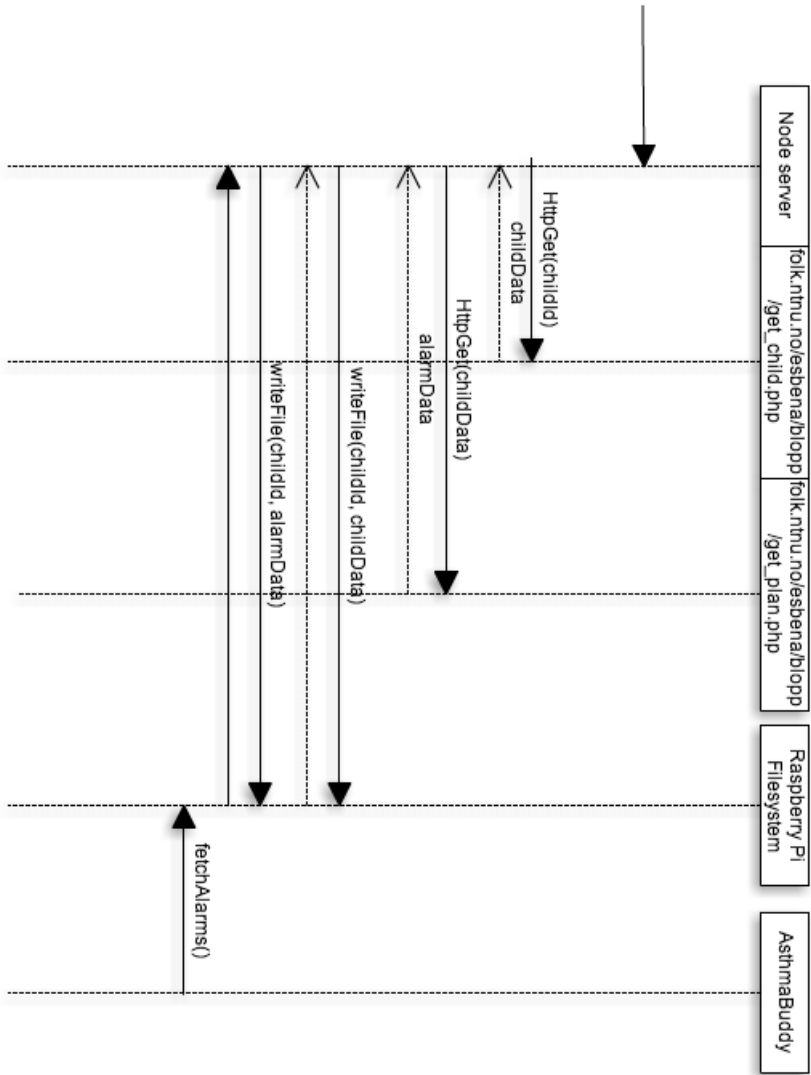 Node server
folk.ntnu.no/esbena/blopp
/get_child.php
folk.ntnu.no/esbena/blopp
/get_plan.php
Raspberry Pi
Filesystem
AsthmaBuddy
HttpGet(childId)
childData
HttpGet(childData)
alarmData
writeFile(childId, childData)
writeFile(childId, alarmData)
fetchAlarms()